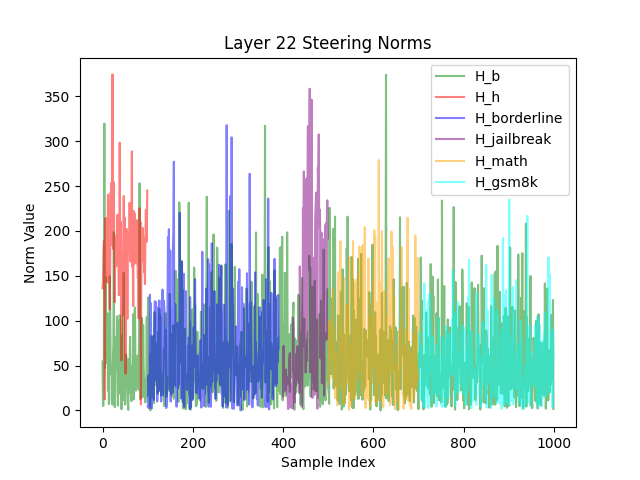 Layer 22 Steering Norms
H_b
H_h
H_borderline
H_jailbreak
H_math
H_gsm8k
Norm Value
350
300
250
200
150
100
50
0
0 200 400 600 800 1000
Sample Index